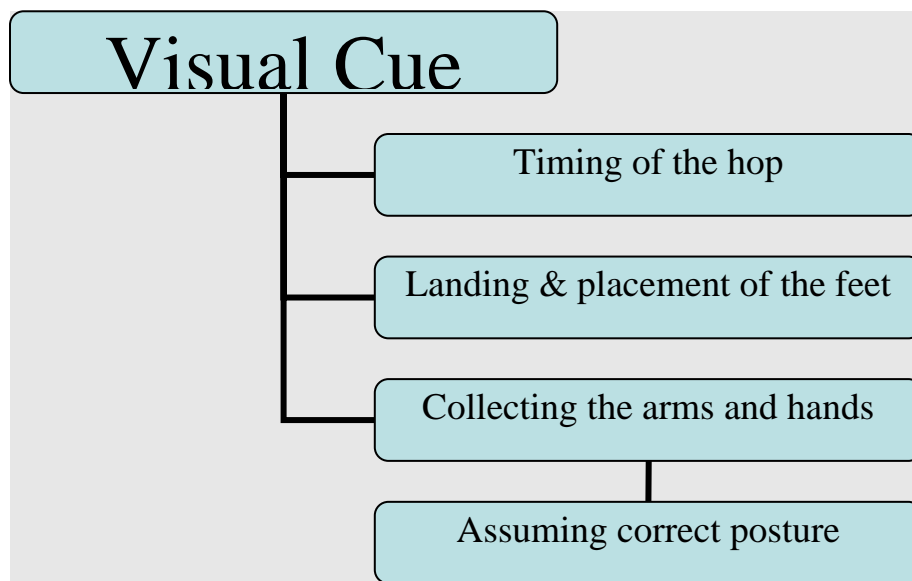 Visual Cue
Timing of the hop
Landing & placement of the feet
Collecting the arms and hands
Assuming correct posture